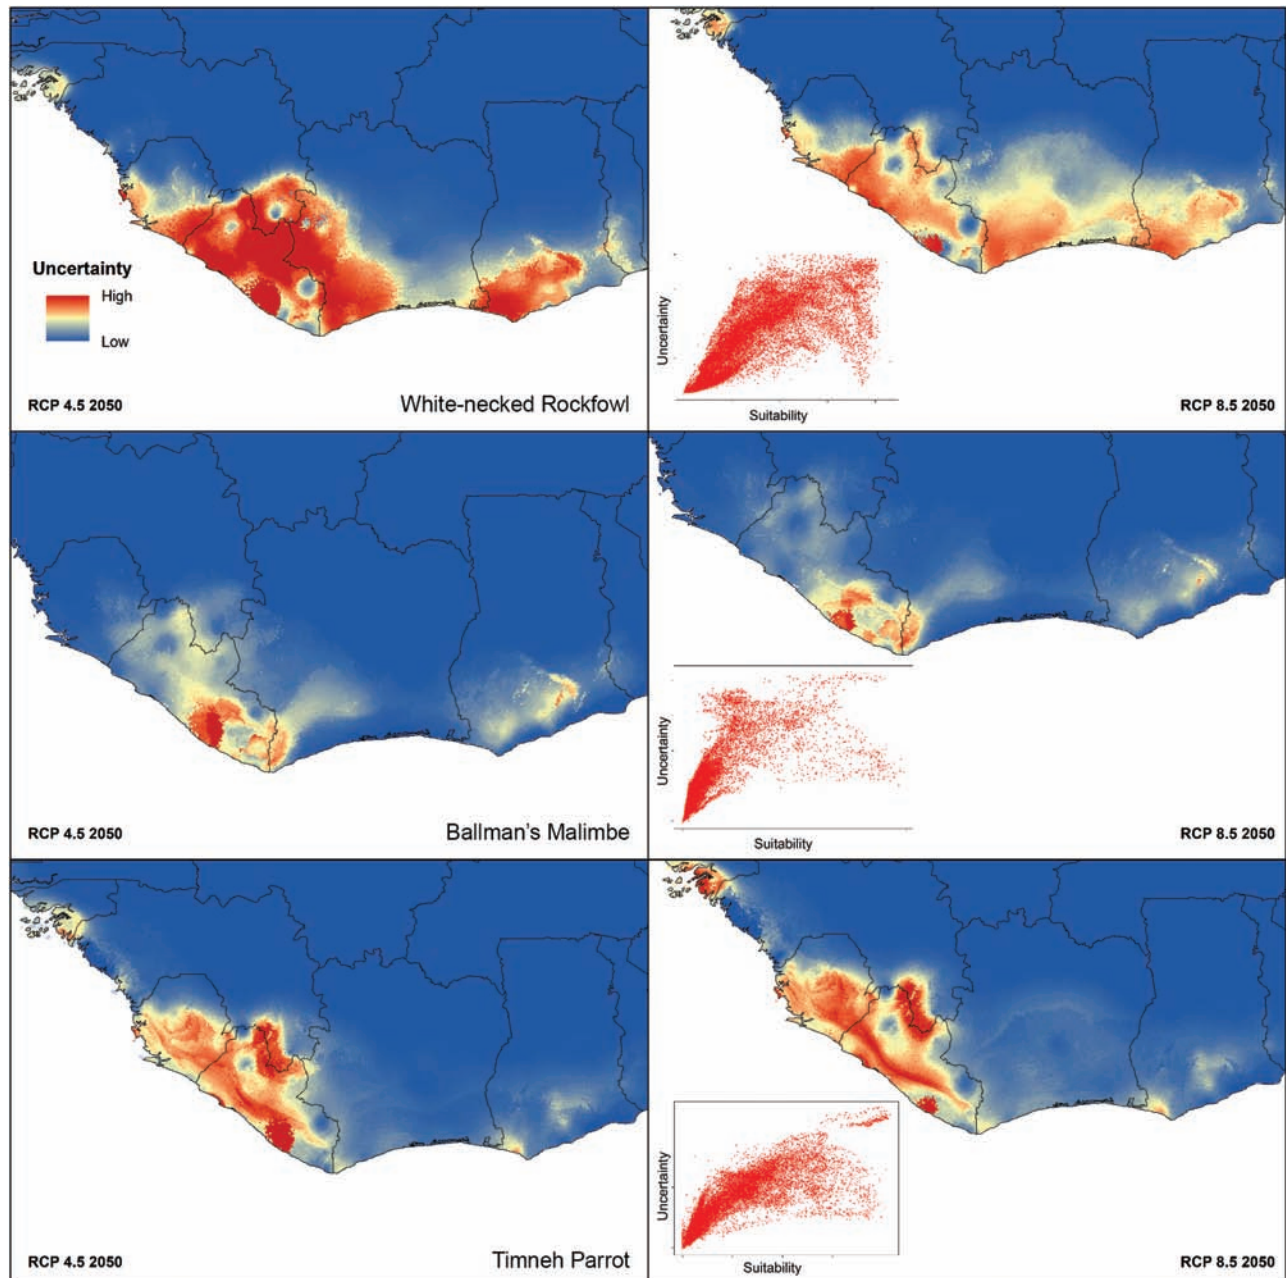 Uncertainty
High
Low
RCP 4.5 2050
White-necked Rockfowl
Uncertainty
Suitability
RCP 8.5 2050
RCP 4.5 2050
Ballman's Malimbe
Uncertainty
Suitability
RCP 8.5 2050
RCP 4.5 2050
Timneh Parrot
Uncertainty
Suitability
RCP 8.5 2050